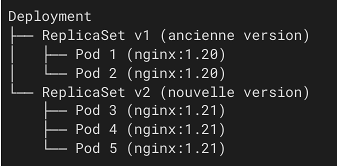 Deployment
├── ReplicaSet v1 (ancienne version)
│   ├── Pod 1 (nginx:1.20)
│   └── Pod 2 (nginx:1.20)
└── ReplicaSet v2 (nouvelle version)
    ├── Pod 3 (nginx:1.21)
    ├── Pod 4 (nginx:1.21)
    └── Pod 5 (nginx:1.21)